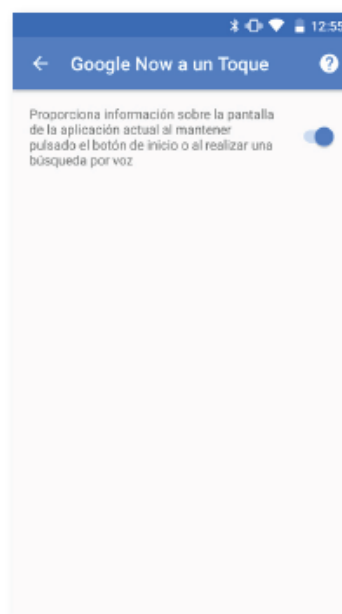 12:55
Google Now a un Toque
?
Proporciona información sobre la pantalla
de la aplicación actual al mantener
pulsado el botón de inicio o al realizar una
búsqueda por voz